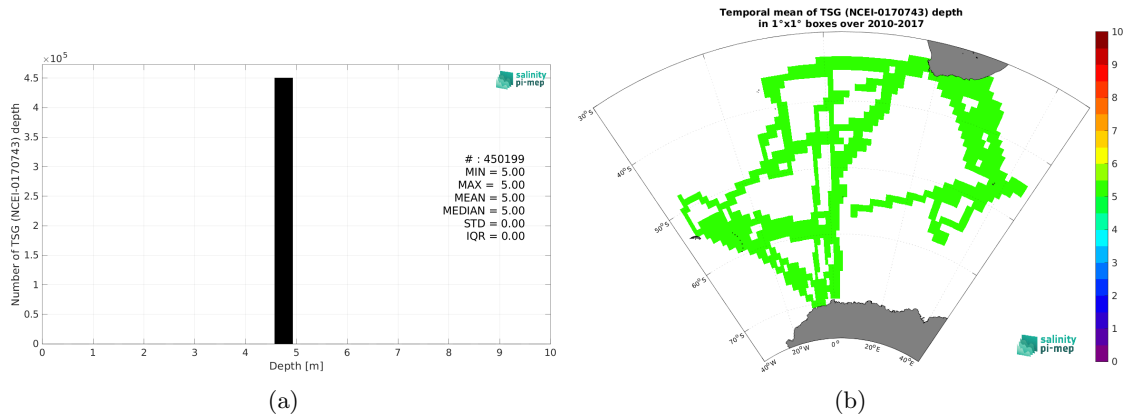 ×10⁵
4.5
4
3.5
3
2.5
2
1.5
1
0.5
0
Number of TSG (NCEI-0170743) depth
salinity
pi-mep
# : 450199
MIN = 5.00
MAX = 5.00
MEAN = 5.00
MEDIAN = 5.00
STD = 0.00
IQR = 0.00
0 1 2 3 4 5 6 7 8 9 10
Depth [m]
(a)
Temporal mean of TSG (NCEI-0170743) depth
in 1°x1° boxes over 2010-2017
30°S
40°S
50°S
60°S
70°S
40°W
20°W
0°
20°E
40°E
salinity
pi-mep
10
9
8
7
6
5
4
3
2
1
0
(b)